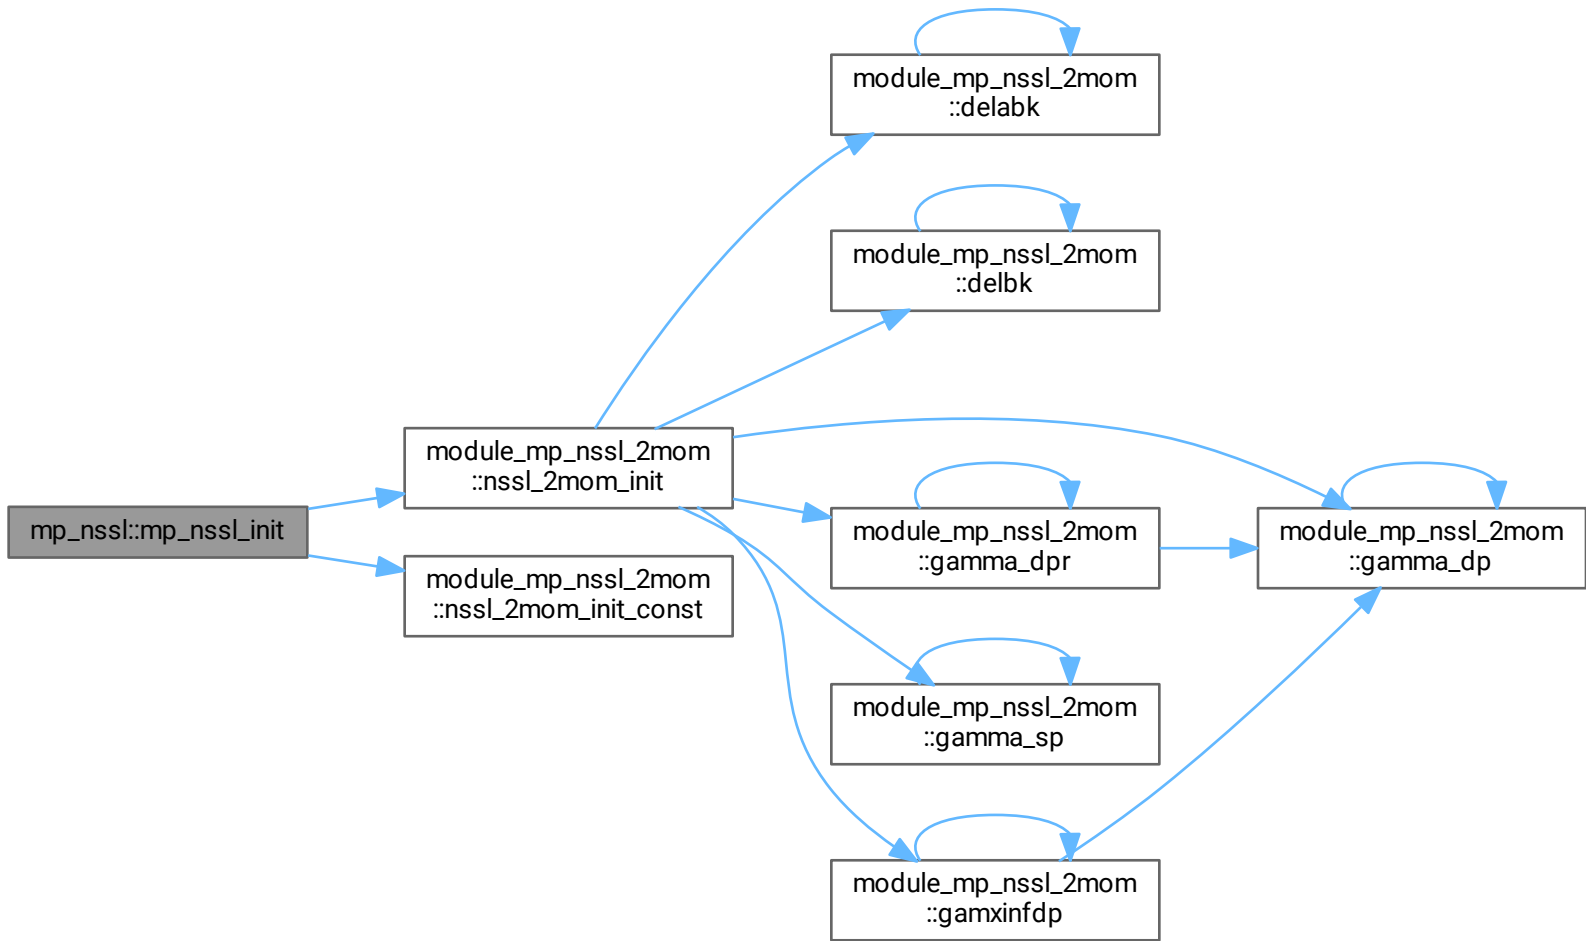 module_mp_nssl_2mom
::delabk
module_mp_nssl_2mom
::delbk
module_mp_nssl_2mom
::nssl_2mom_init
mp_nssl::mp_nssl_init
module_mp_nssl_2mom
::gamma_dpr
module_mp_nssl_2mom
::gamma_dp
module_mp_nssl_2mom
::nssl_2mom_init_const
module_mp_nssl_2mom
::gamma_sp
module_mp_nssl_2mom
::gamxinfdp